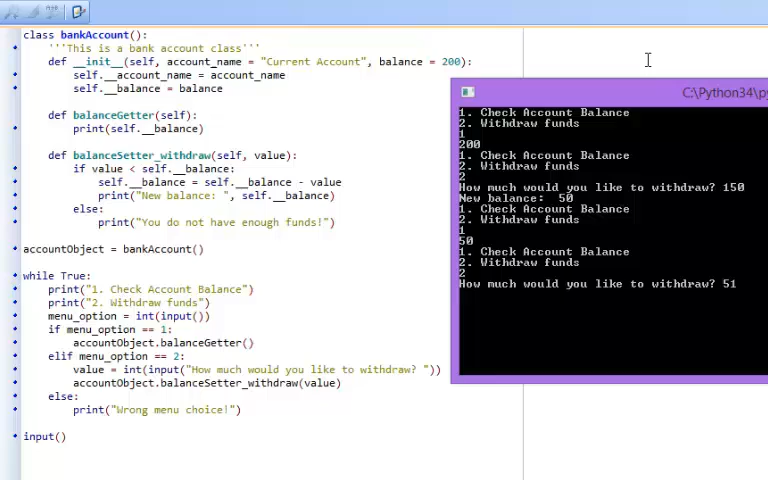 class bankAccount():
'''This is a bank account class'''
def __init__(self, account_name = "Current Account", balance = 200):
self.__account_name = account_name
self.__balance = balance
def balanceGetter(self):
print(self.__balance)
def balanceSetter_withdraw(self, value):
if value < self.__balance:
self.__balance = self.__balance - value
print("New balance: ", self.__balance)
else:
print("You do not have enough funds!")
accountObject = bankAccount()
while True:
print("1. Check Account Balance")
print("2. Withdraw funds")
menu_option = int(input())
if menu_option == 1:
accountObject.balanceGetter()
elif menu_option == 2:
value = int(input("How much would you like to withdraw? "))
accountObject.balanceSetter_withdraw(value)
else:
print("Wrong menu choice!")
input()
C:\Python34\py
1. Check Account Balance
2. Withdraw funds
1
200
1. Check Account Balance
2. Withdraw funds
2
How much would you like to withdraw? 150
New balance:  50
1. Check Account Balance
2. Withdraw funds
1
50
1. Check Account Balance
2. Withdraw funds
2
How much would you like to withdraw? 51